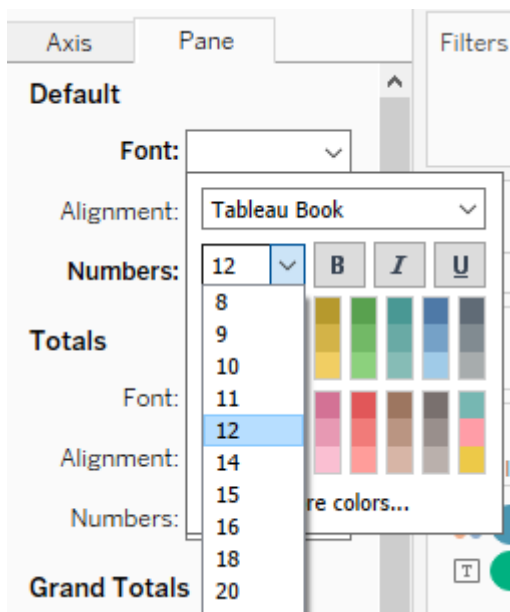 Axis Pane Filters
Default
Font:
Alignment: Tableau Book
Numbers: 12 B I U
8
9
Totals
10
Font: 11
12
Alignment: 14
15
re colors...
Numbers: 16
18
T
Grand Totals 20